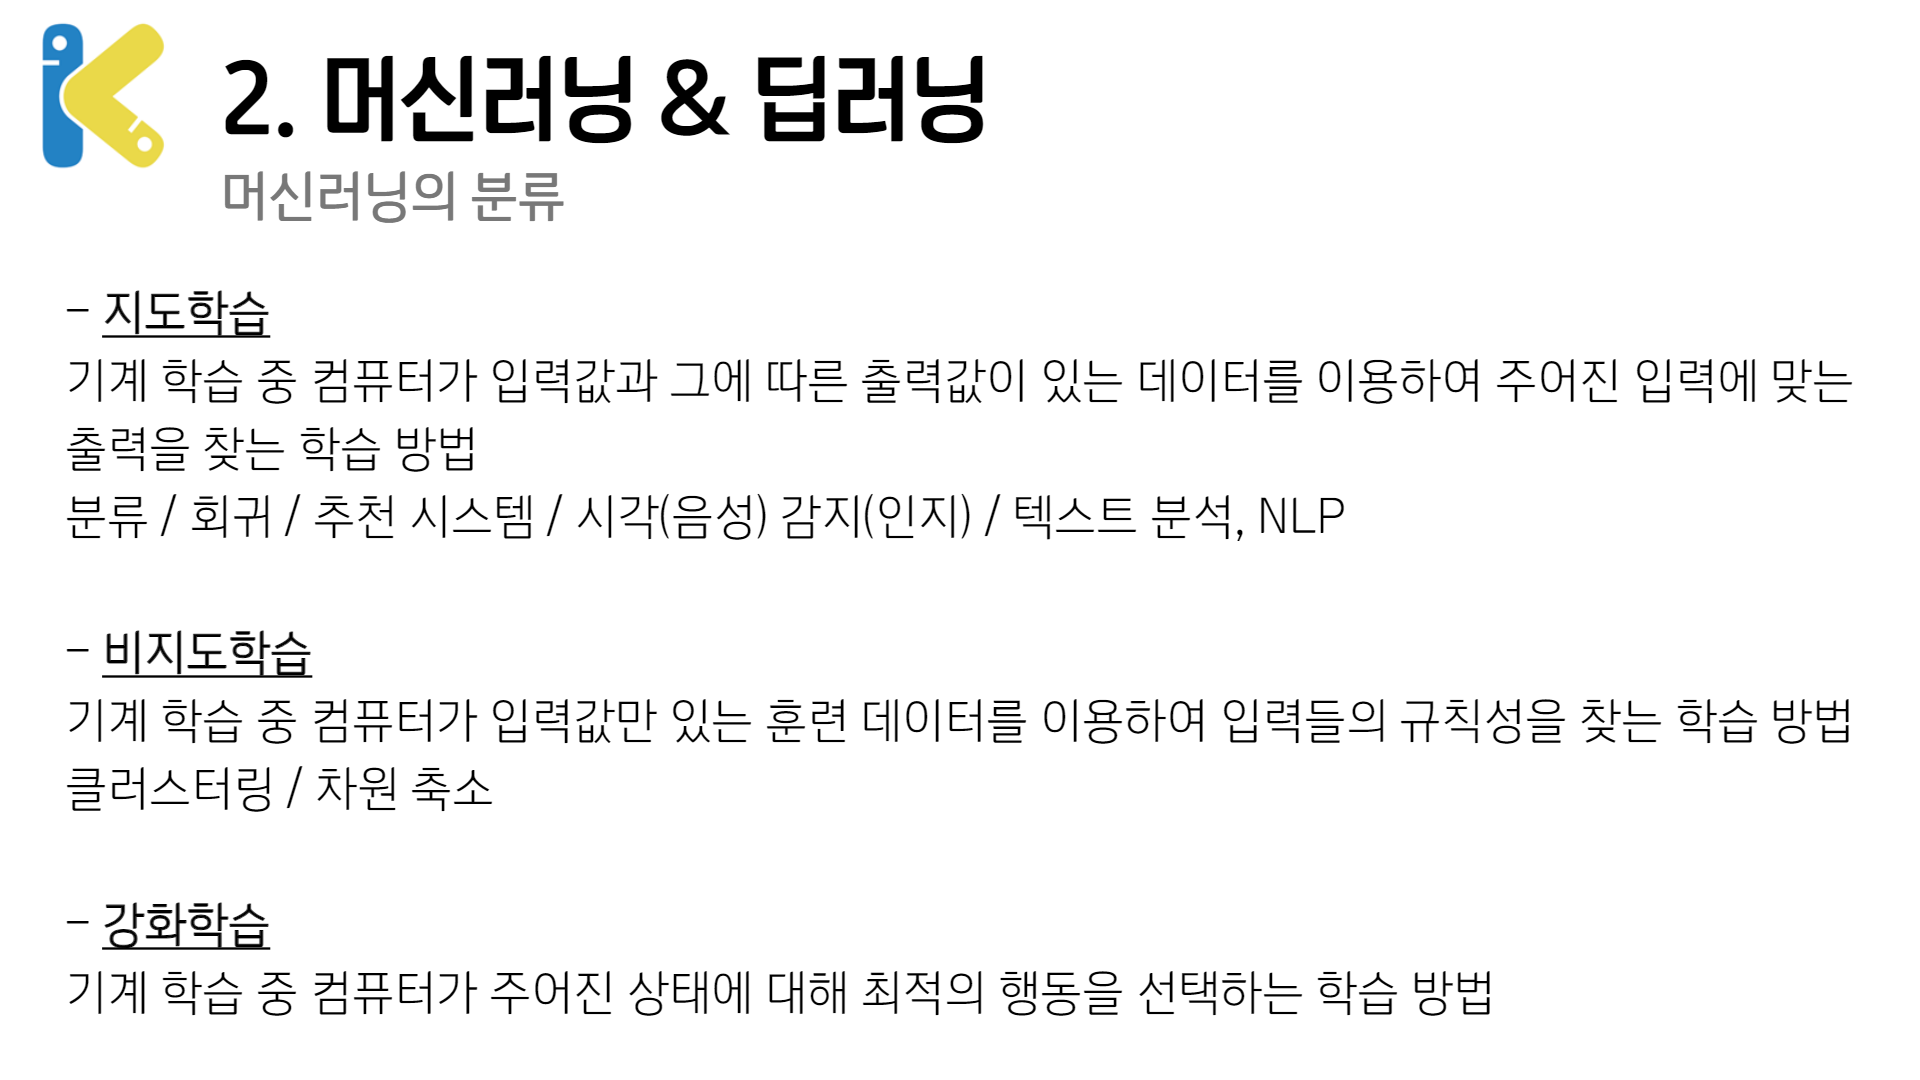 2. 머신러닝 & 딥러닝
머신러닝의 분류
- 지도학습
기계 학습 중 컴퓨터가 입력값과 그에 따른 출력값이 있는 데이터를 이용하여 주어진 입력에 맞는
출력을 찾는 학습 방법
분류 / 회귀 / 추천 시스템 / 시각(음성) 감지(인지) / 텍스트 분석, NLP
- 비지도학습
기계 학습 중 컴퓨터가 입력값만 있는 훈련 데이터를 이용하여 입력들의 규칙성을 찾는 학습 방법
클러스터링 / 차원 축소
- 강화학습
기계 학습 중 컴퓨터가 주어진 상태에 대해 최적의 행동을 선택하는 학습 방법